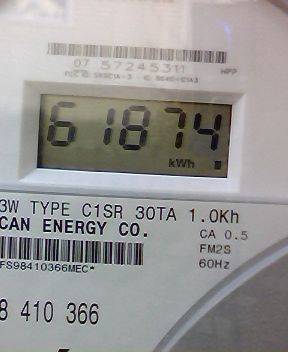 07 57245311
61874
kWh
3W TYPE C1SR 30TA 1.0Kh
CAN ENERGY CO.
CA 0.5
FM2S
60Hz
FS98410366MEC*
8 410 366